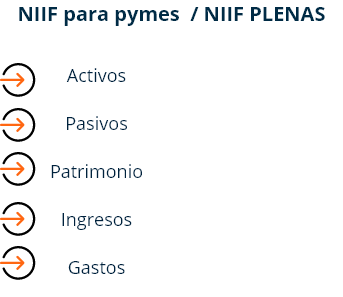 NIIF para pymes / NIIF PLENAS
Activos
Pasivos
Patrimonio
Ingresos
Gastos